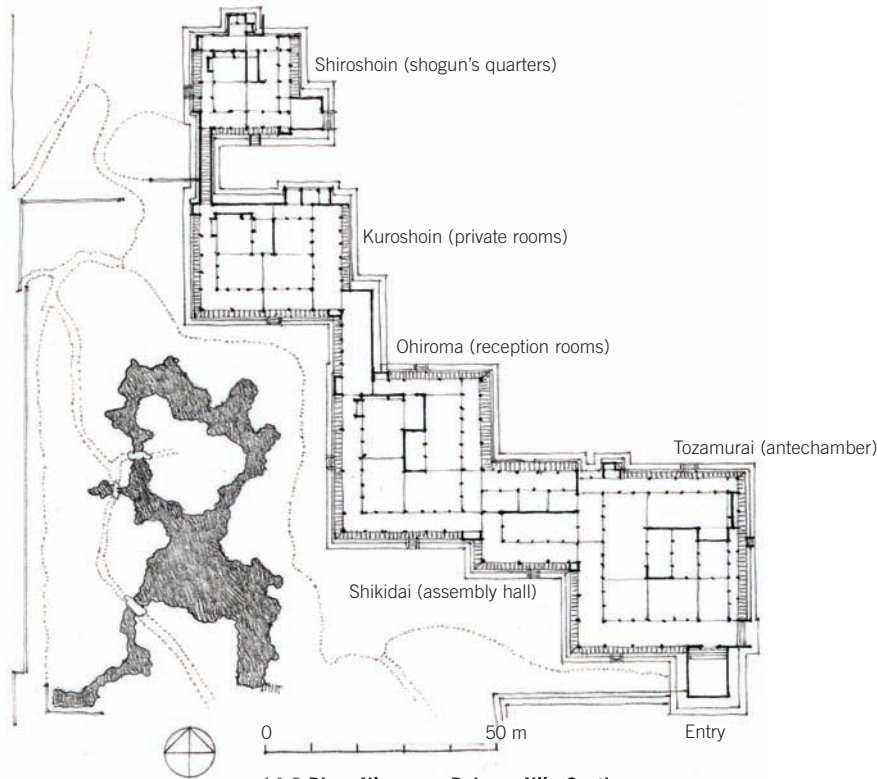 Shiroshoin (shogun's quarters)
Kuroshoin (private rooms)
Ohiroma (reception rooms)
Tozamurai (antechamber)
Shikidai (assembly hall)
0 50 m Entry